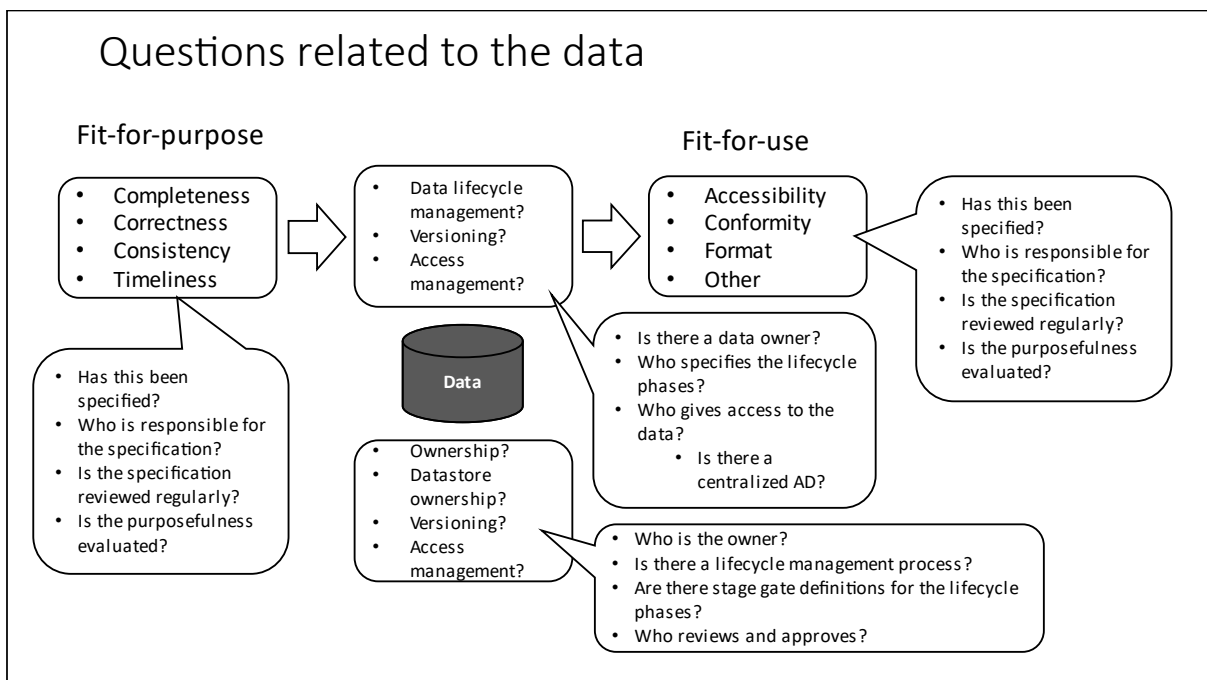 Questions related to the data
Fit-for-purpose
• Completeness
• Correctness
• Consistency
• Timeliness
• Has this been
specified?
• Who is responsible for
the specification?
• Is the specification
reviewed regularly?
• Is the purposefulness
evaluated?
• Data lifecycle
management?
• Versioning?
• Access
management?
Data
• Ownership?
• Datastore
ownership?
• Versioning?
• Access
management?
Fit-for-use
• Accessibility
• Conformity
• Format
• Other
• Has this been
specified?
• Who is responsible for
the specification?
• Is the specification
reviewed regularly?
• Is the purposefulness
evaluated?
• Is there a data owner?
• Who specifies the lifecycle
phases?
• Who gives access to the
data?
• Is there a
centralized AD?
• Who is the owner?
• Is there a lifecycle management process?
• Are there stage gate definitions for the lifecycle
phases?
• Who reviews and approves?